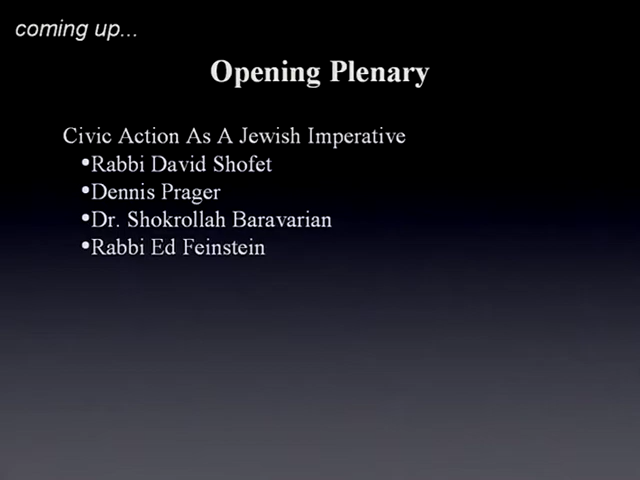 coming up...
Opening Plenary
Civic Action As A Jewish Imperative
•Rabbi David Shofet
•Dennis Prager
•Dr. Shokrollah Baravarian
•Rabbi Ed Feinstein